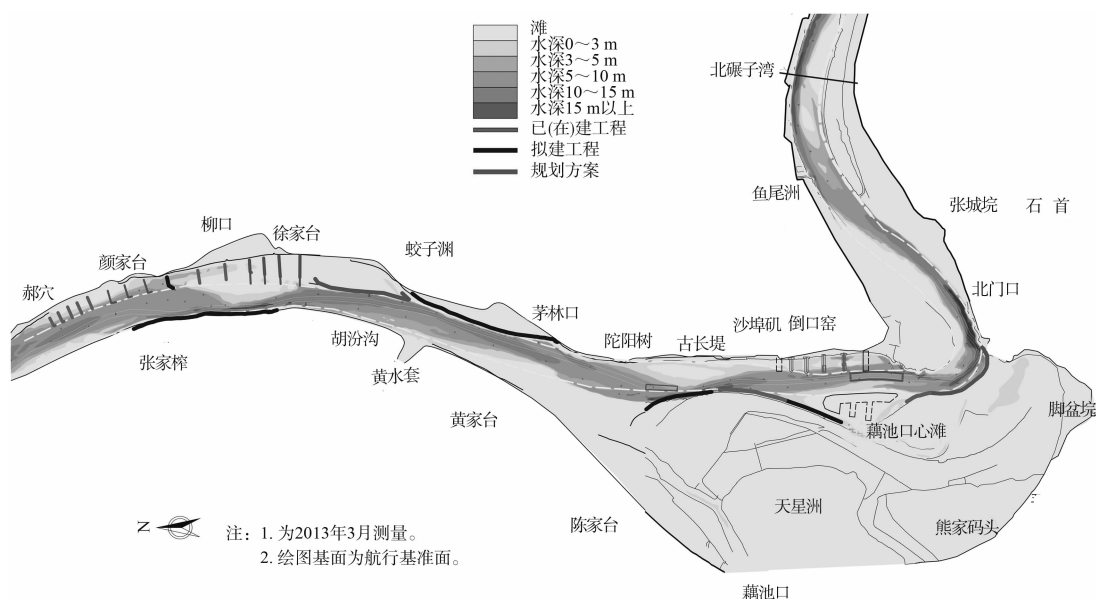 滩
水深0～3 m
水深3～5 m
水深5～10 m
水深10～15 m
水深15 m以上
已(在)建工程
拟建工程
规划方案
北碾子湾
鱼尾洲
张城垸
石 首
北门口
柳口
徐家台
蛟子渊
颜家台
郝穴
茅林口
沙埠矶
倒口窑
陀阳树
古长堤
胡汾沟
张家榨
黄水套
黄家台
脚盆垸
藕池口心滩
天星洲
陈家台
熊家码头
藕池口
N
注：1. 为2013年3月测量。
2. 绘图基面为航行基准面。